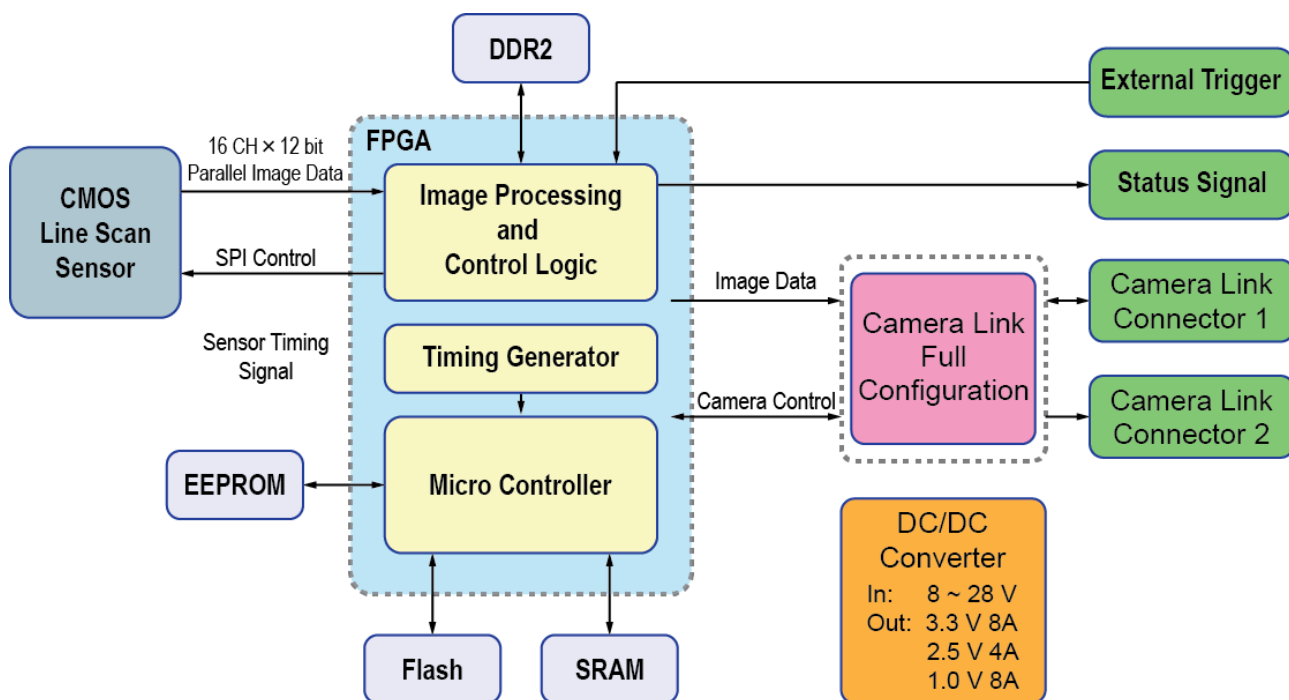 DDR2
External Trigger
16 CH × 12 bit
Parallel Image Data
FPGA
CMOS
Line Scan
Sensor
Image Processing
and
Control Logic
Status Signal
SPI Control
Image Data
Camera Link
Connector 1
Camera Link
Full
Configuration
Sensor Timing
Signal
Timing Generator
Camera Control
Camera Link
Connector 2
EEPROM
Micro Controller
DC/DC
Converter
In: 8 ~ 28 V
Out: 3.3 V 8A
2.5 V 4A
1.0 V 8A
Flash
SRAM